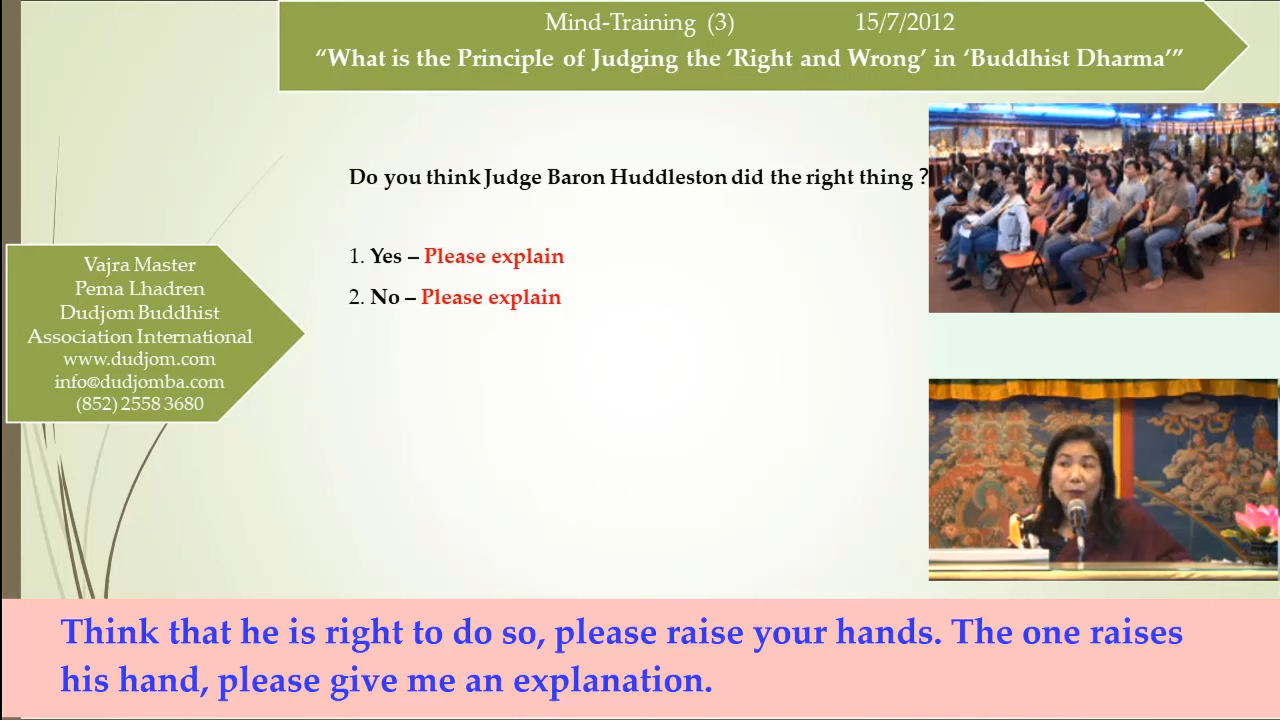 Mind-Training (3) 15/7/2012
“What is the Principle of Judging the ‘Right and Wrong’ in ‘Buddhist Dharma’”
Do you think Judge Baron Huddleston did the right thing ?
1. Yes – Please explain
2. No – Please explain
Vajra Master
Pema Lhadren
Dudjom Buddhist
Association International
www.dudjom.com
info@dudjomba.com
(852) 2558 3680
Think that he is right to do so, please raise your hands. The one raises
his hand, please give me an explanation.